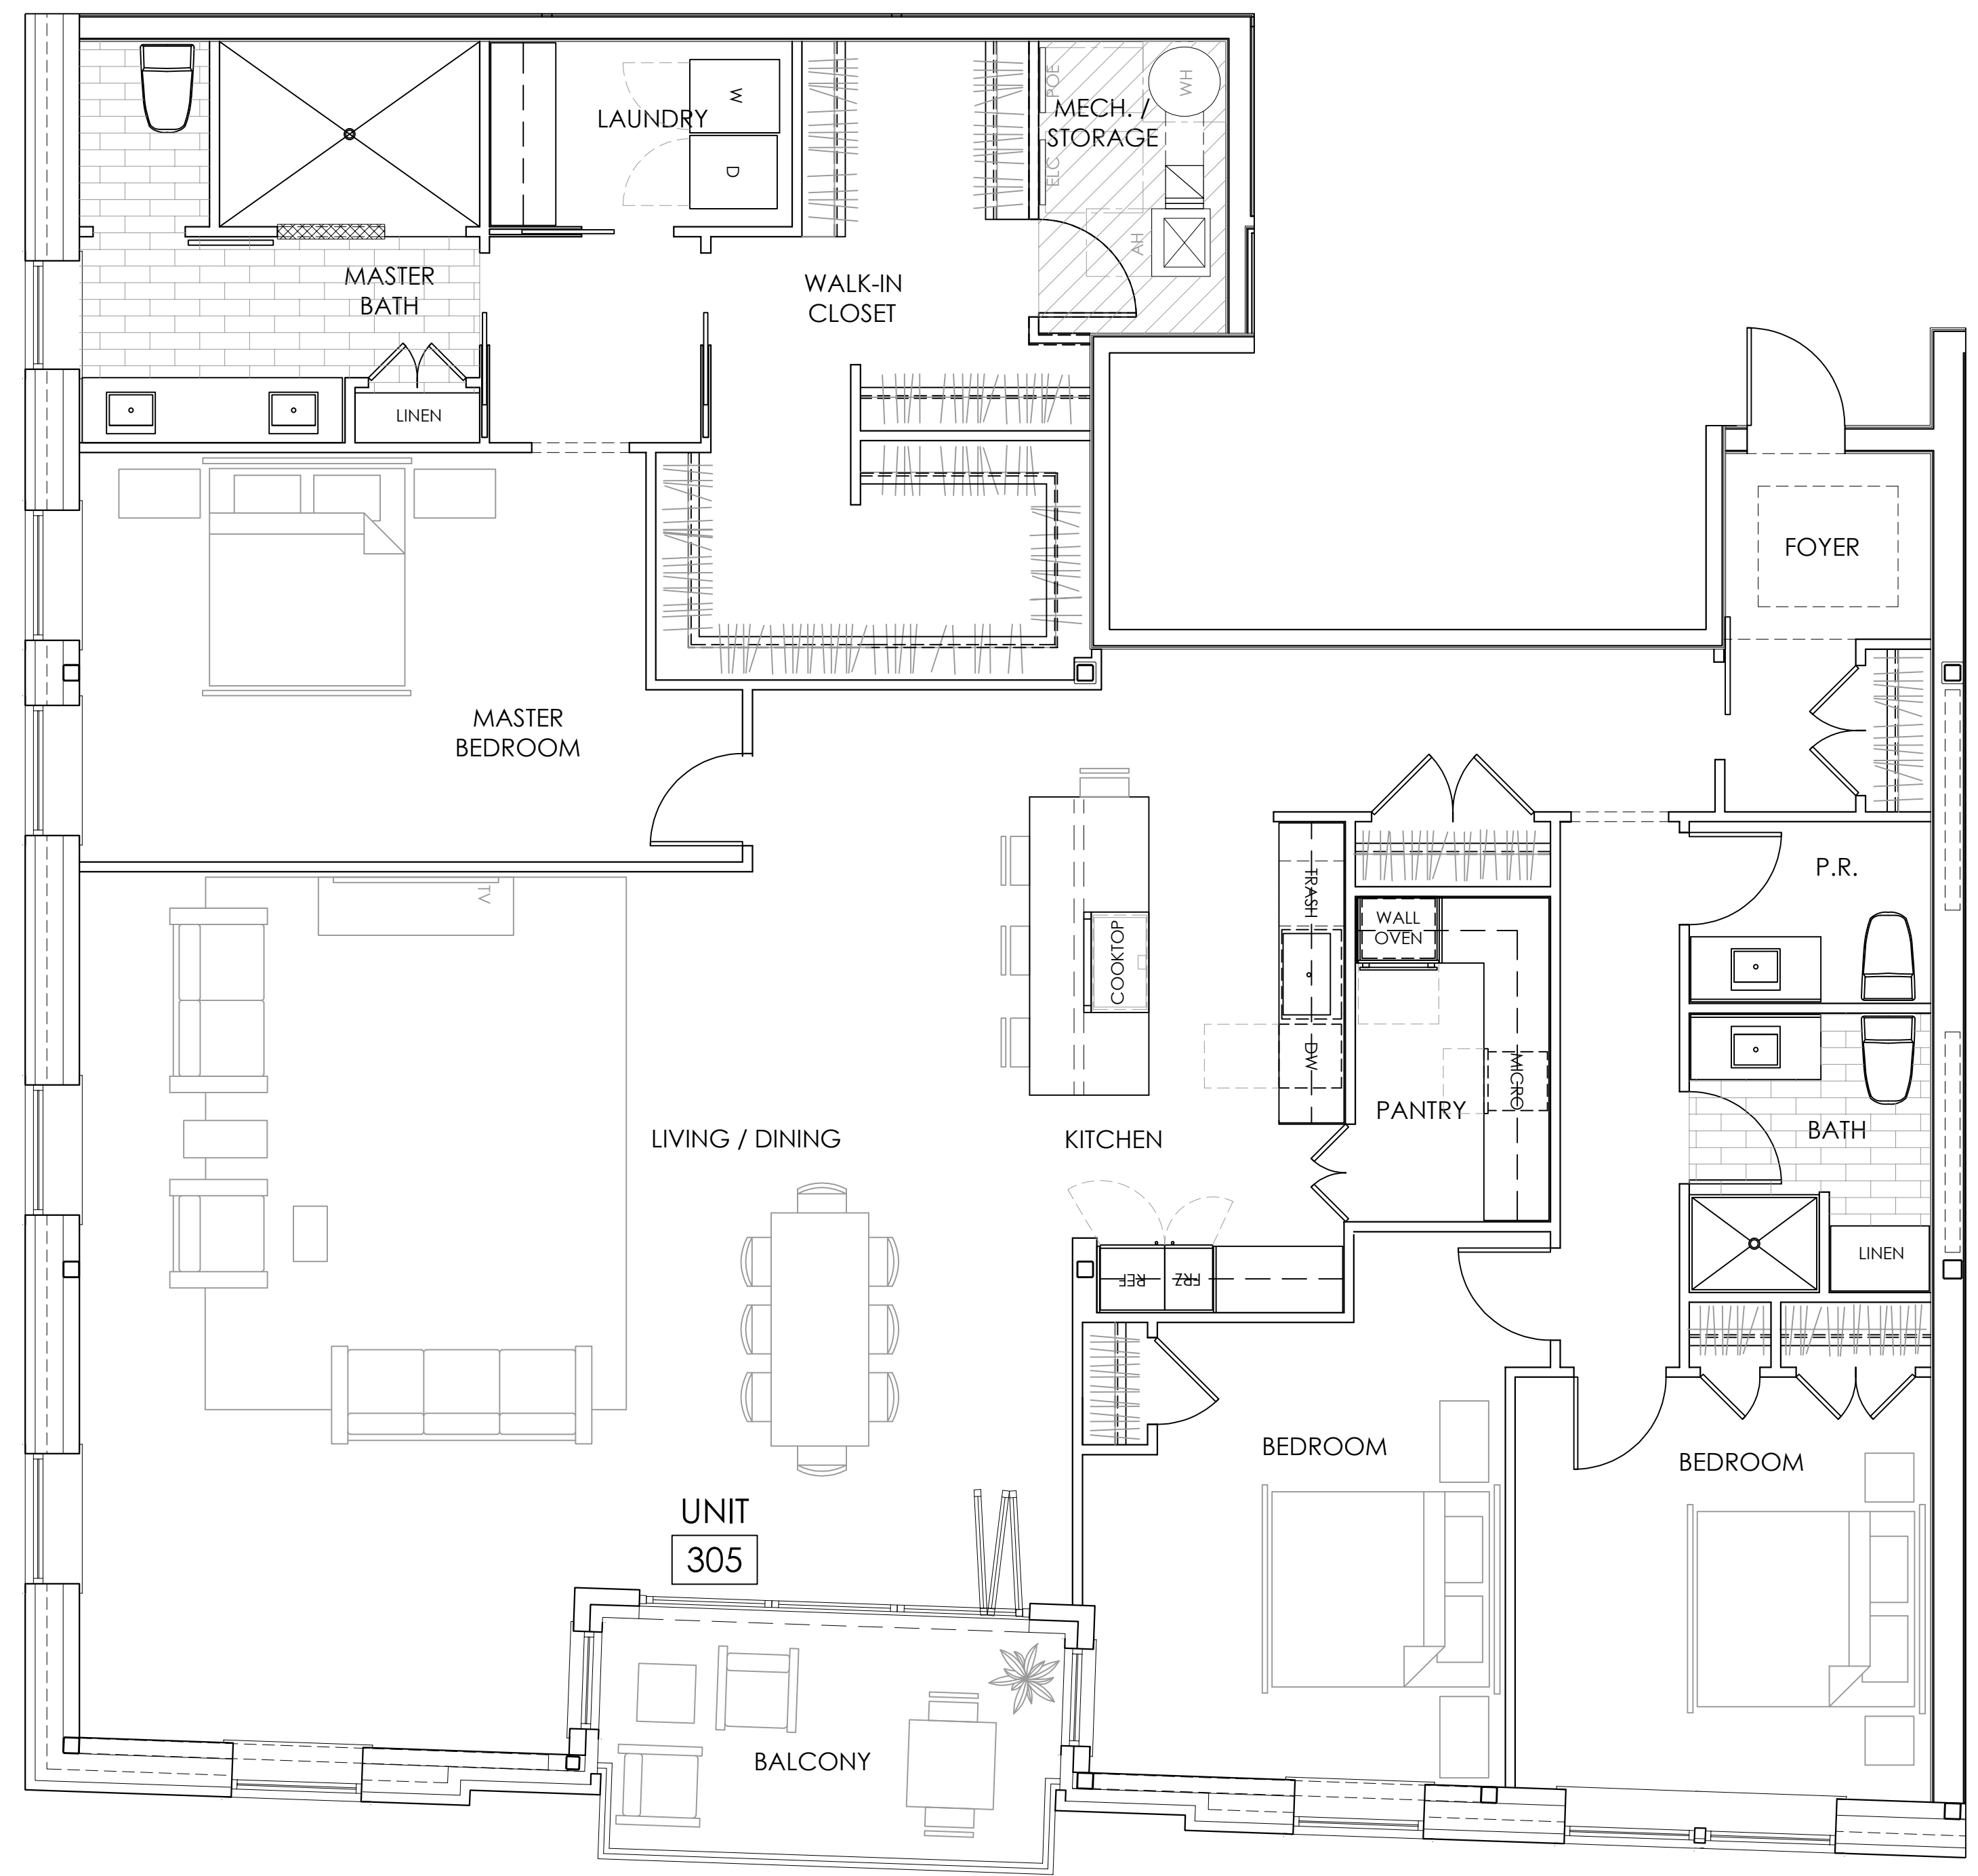 LAUNDRY
W
D
POE
ELC
MECH. /
STORAGE
WH
AH
MASTER
BATH
WALK-IN
CLOSET
LINEN
FOYER
MASTER
BEDROOM
P.R.
TV
TRASH
WALL
OVEN
COOKTOP
DW
MICRO
PANTRY
BATH
LIVING / DINING
KITCHEN
LINEN
REF
FRZ
BEDROOM
BEDROOM
UNIT
305
BALCONY